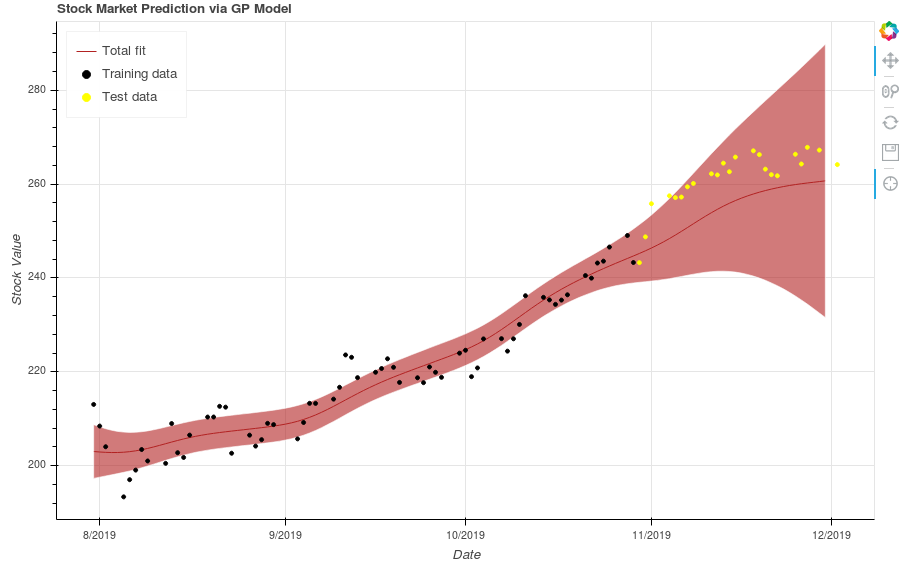 Stock Market Prediction via GP Model
Total fit
Training data
Test data
Stock Value
280
260
240
220
200
8/2019
9/2019
10/2019
11/2019
12/2019
Date